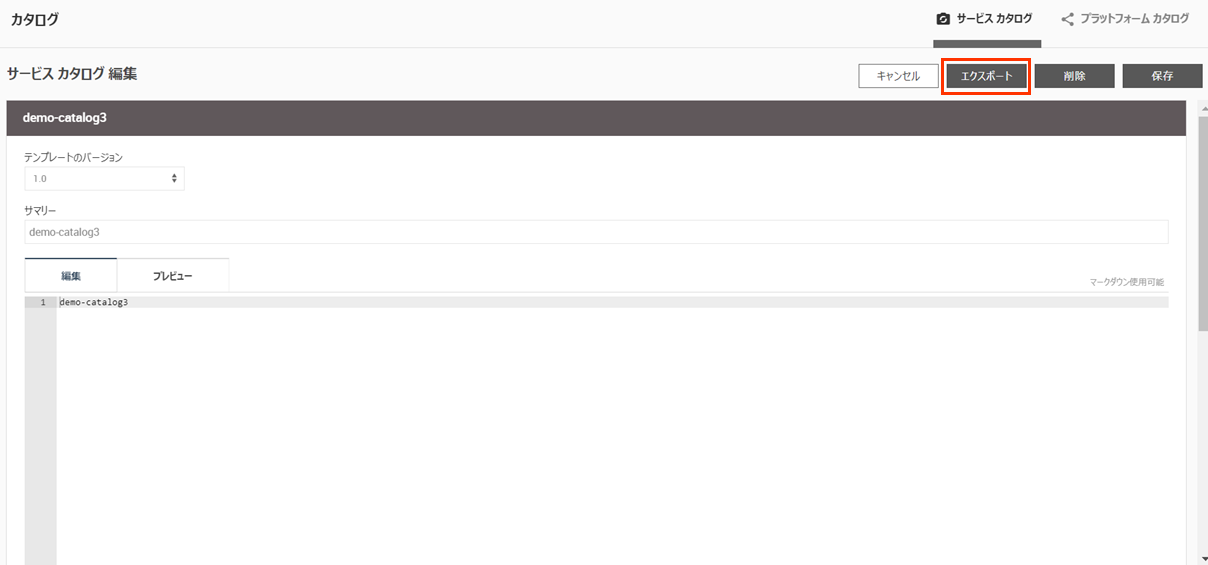 カタログ
サービス カタログ
プラットフォーム カタログ
サービス カタログ 編集
キャンセル
エクスポート
削除
保存
demo-catalog3
テンプレートのバージョン
1.0
サマリー
demo-catalog3
編集
プレビュー
マークダウン使用可能
1 demo-catalog3